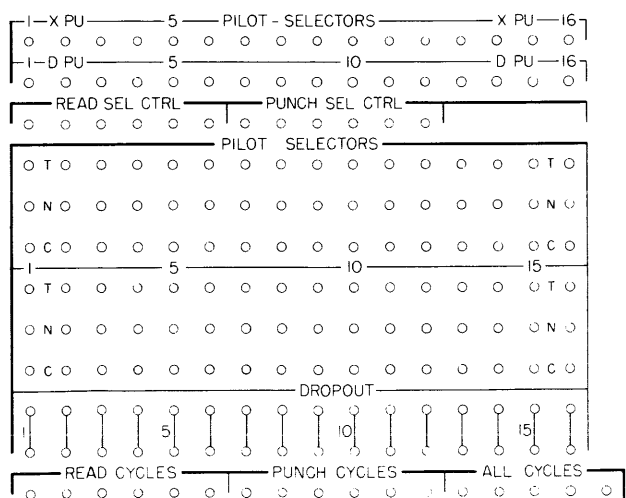 1 X PU 5 PILOT - SELECTORS X PU 16
1 D PU 5 10 D PU 16
READ SEL CTRL PUNCH SEL CTRL
PILOT SELECTORS
T T
N N
C C
1 5 10 15
T T
N N
C C
DROPOUT
1 5 10 15
READ CYCLES PUNCH CYCLES ALL CYCLES